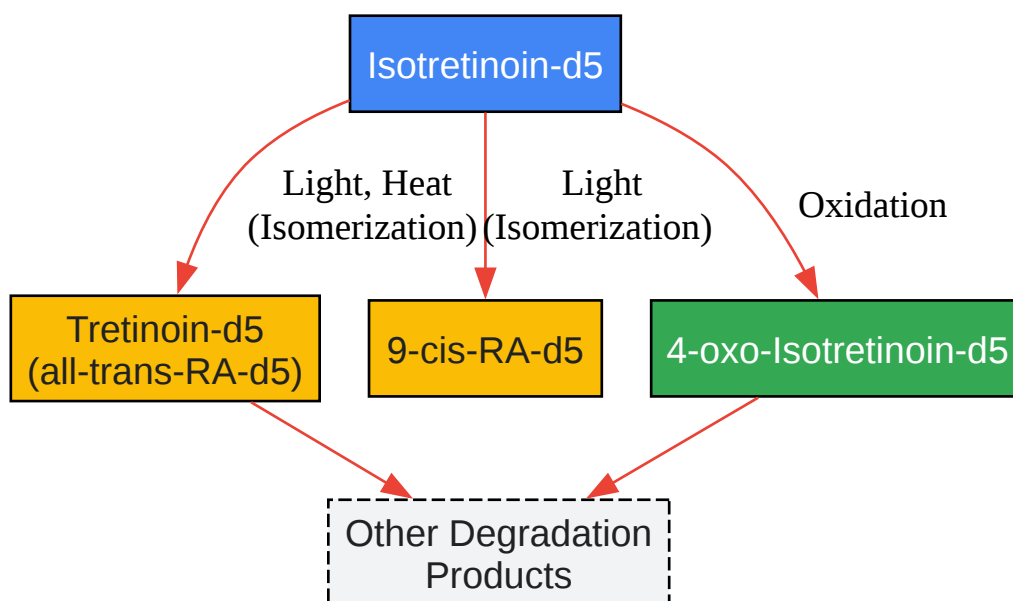 Isotretinoin-d5
Light, Heat
(Isomerization)
Light
(Isomerization)
Oxidation
Tretinoin-d5
(all-trans-RA-d5)
9-cis-RA-d5
4-oxo-Isotretinoin-d5
Other Degradation
Products